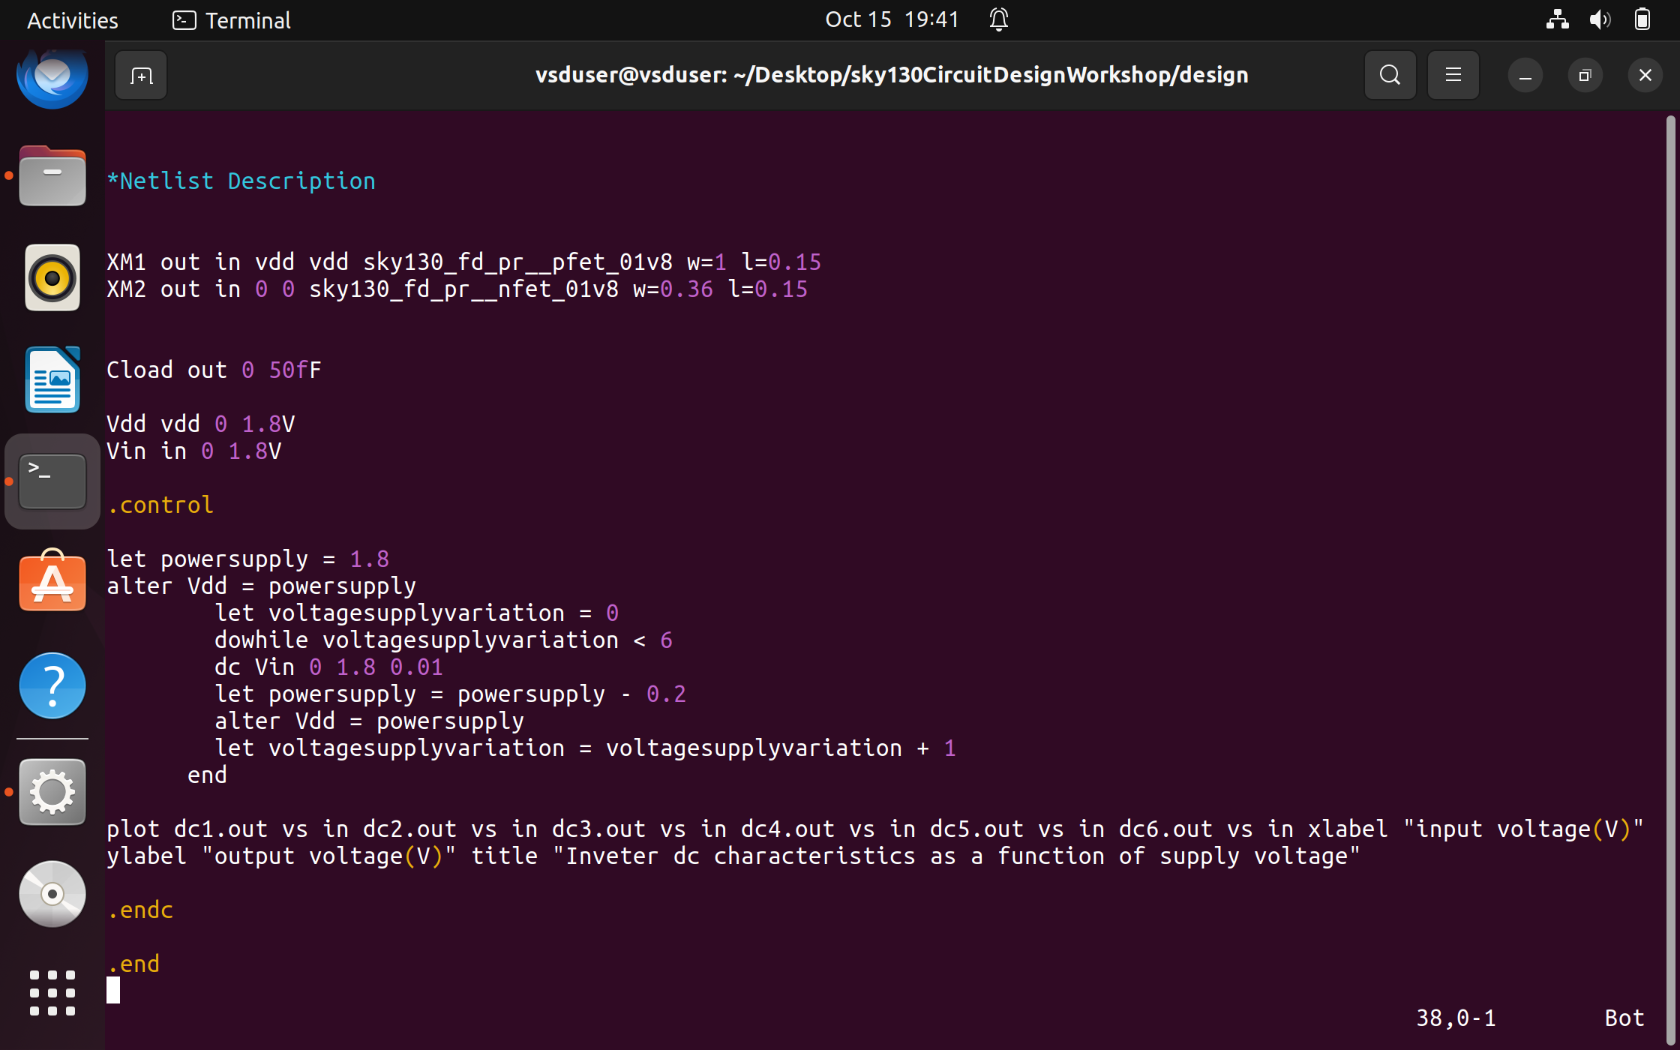 Activities
Terminal
Oct 15 19:41
vsduser@vsduser: ~/Desktop/sky130CircuitDesignWorkshop/design
*Netlist Description
XM1 out in vdd vdd sky130_fd_pr__pfet_01v8 w=1 l=0.15
XM2 out in 0 0 sky130_fd_pr__nfet_01v8 w=0.36 l=0.15
Cload out 0 50fF
Vdd vdd 0 1.8V
Vin in 0 1.8V
.control
let powersupply = 1.8
alter Vdd = powersupply
let voltagesupplyvariation = 0
dowhile voltagesupplyvariation < 6
dc Vin 0 1.8 0.01
let powersupply = powersupply - 0.2
alter Vdd = powersupply
let voltagesupplyvariation = voltagesupplyvariation + 1
end
plot dc1.out vs in dc2.out vs in dc3.out vs in dc4.out vs in dc5.out vs in dc6.out vs in xlabel "input voltage(V)"
ylabel "output voltage(V)" title "Inveter dc characteristics as a function of supply voltage"
.endc
.end
38,0-1
Bot